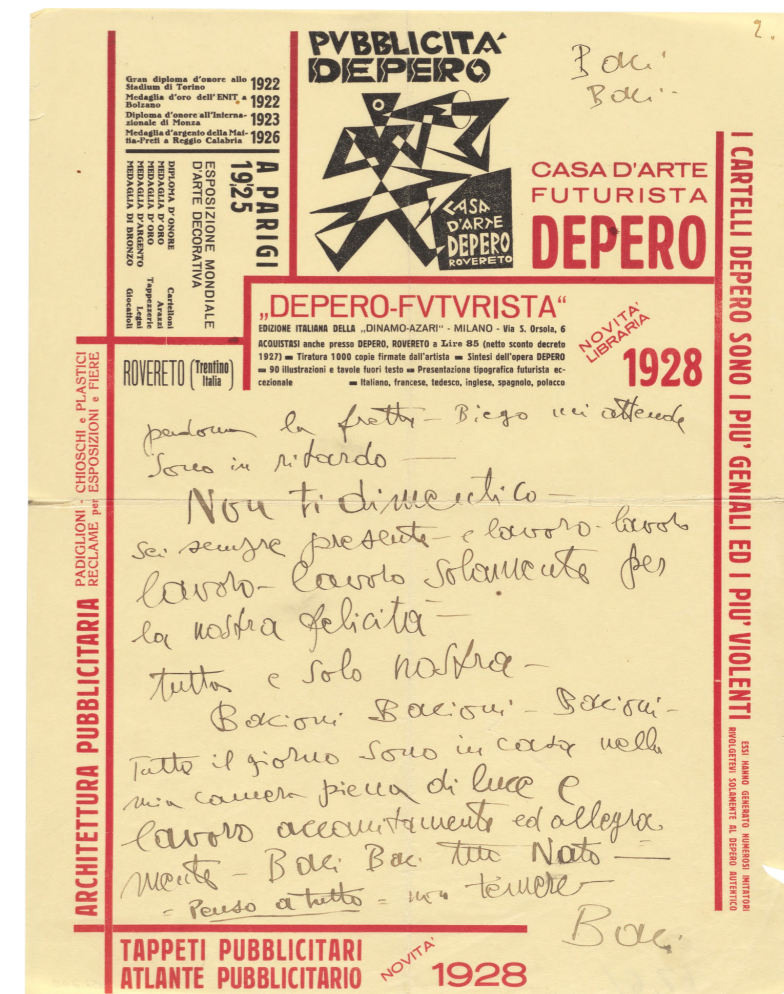 2.
Baci
Baci -
PVBBLICITA'
DEPERO
Gran diploma d'onore allo
Stadium di Torino 1922
Medaglia d'oro dell'ENIT a
Bolzano 1922
Diploma d'onore all'Interna-
zionale di Monza 1923
Medaglia d'argento della Mat-
tia-Preti a Reggio Calabria 1926
A PARIGI
1925
ESPOSIZIONE MONDIALE
D'ARTE DECORATIVA
DIPLOMA D'ONORE Cartelloni
MEDAGLIA D'ORO Arazzi
MEDAGLIA D'ORO Tappezzerie
MEDAGLIA D'ARGENTO Legni
MEDAGLIA DI BRONZO Giocattoli
CASA
D'ARTE
DEPERO
ROVERETO
CASA D'ARTE
FUTURISTA
DEPERO
„DEPERO-FVTVRISTA"
EDIZIONE ITALIANA DELLA „DINAMO-AZARI" - MILANO - Via S. Orsola, 6
ACQUISTASI anche presso DEPERO, ROVERETO a Lire 85 (netto sconto decreto
1927) Tiratura 1000 copie firmate dall'artista Sintesi dell'opera DEPERO
90 illustrazioni e tavole fuori testo Presentazione tipografica futurista ec-
cezionale Italiano, francese, tedesco, inglese, spagnolo, polacco
NOVITA'
LIBRARIA
1928
ROVERETO (Trentino
Italia)
I CARTELLI DEPERO SONO I PIU' GENIALI ED I PIU' VIOLENTI
ESSI HANNO GENERATO NUMEROSI IMITATORI
RIVOLGETEVI SOLAMENTE AL DEPERO AUTENTICO
ARCHITETTURA PUBBLICITARIA
PADIGLIONI - CHIOSCHI e PLASTICI
RECLAME per ESPOSIZIONI e FIERE
perdona la fretta - Biego mi attende
sono in ritardo -
Non ti dimentico -
sei sempre presente - e lavoro - lavoro
lavoro - lavoro solamente per
la nostra felicità -
tutta e solo nostra -
Bacioni Bacioni - Bacioni -
Tutto il giorno sono in casa nella
mia camera piena di luce e
lavoro accanitamente ed allegra
mente - Baci Baci tuo Nato -
= Penso a tutto = non temere
Baci
TAPPETI PUBBLICITARI
ATLANTE PUBBLICITARIO
NOVITA' 1928